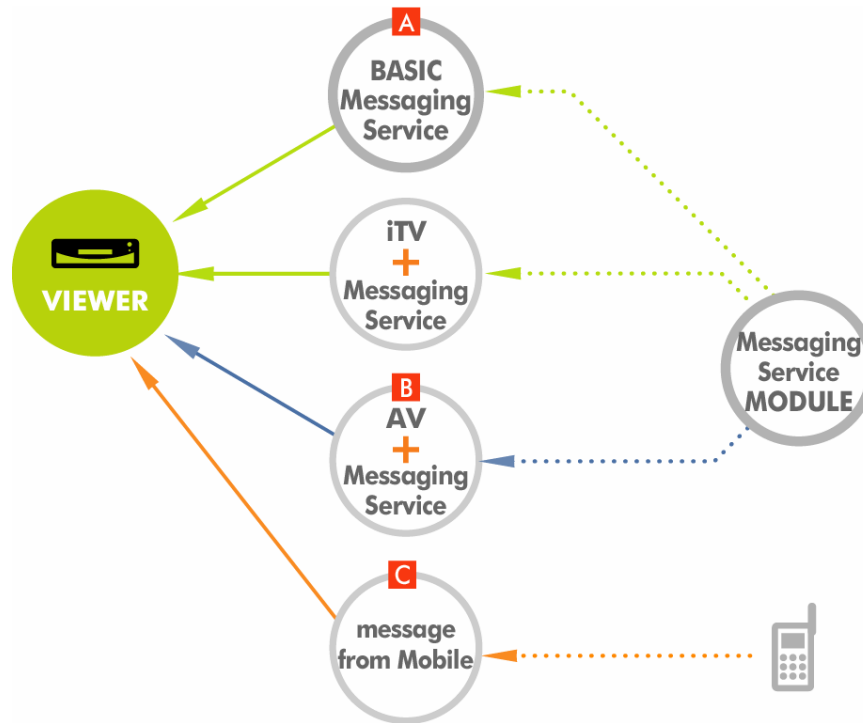 A
BASIC
Messaging
Service
iTV
+
Messaging
Service
VIEWER
Messaging
Service
MODULE
B
AV
+
Messaging
Service
C
message
from Mobile